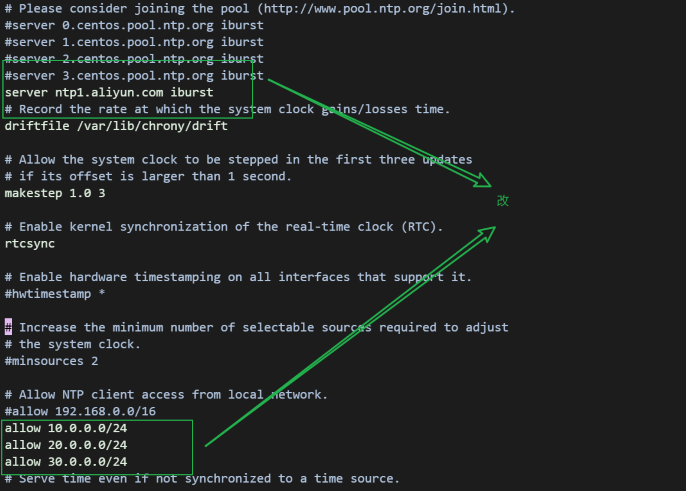 # Please consider joining the pool (http://www.pool.ntp.org/join.html).
#server 0.centos.pool.ntp.org iburst
#server 1.centos.pool.ntp.org iburst
#server 2.centos.pool.ntp.org iburst
#server 3.centos.pool.ntp.org iburst
server ntp1.aliyun.com iburst
# Record the rate at which the system clock gains/losses time.
driftfile /var/lib/chrony/drift
# Allow the system clock to be stepped in the first three updates
# if its offset is larger than 1 second.
makestep 1.0 3
改
# Enable kernel synchronization of the real-time clock (RTC).
rtcsync
# Enable hardware timestamping on all interfaces that support it.
#hwtimestamp *
# Increase the minimum number of selectable sources required to adjust
# the system clock.
#minsources 2
# Allow NTP client access from local network.
#allow 192.168.0.0/16
allow 10.0.0.0/24
allow 20.0.0.0/24
allow 30.0.0.0/24
# Serve time even if not synchronized to a time source.